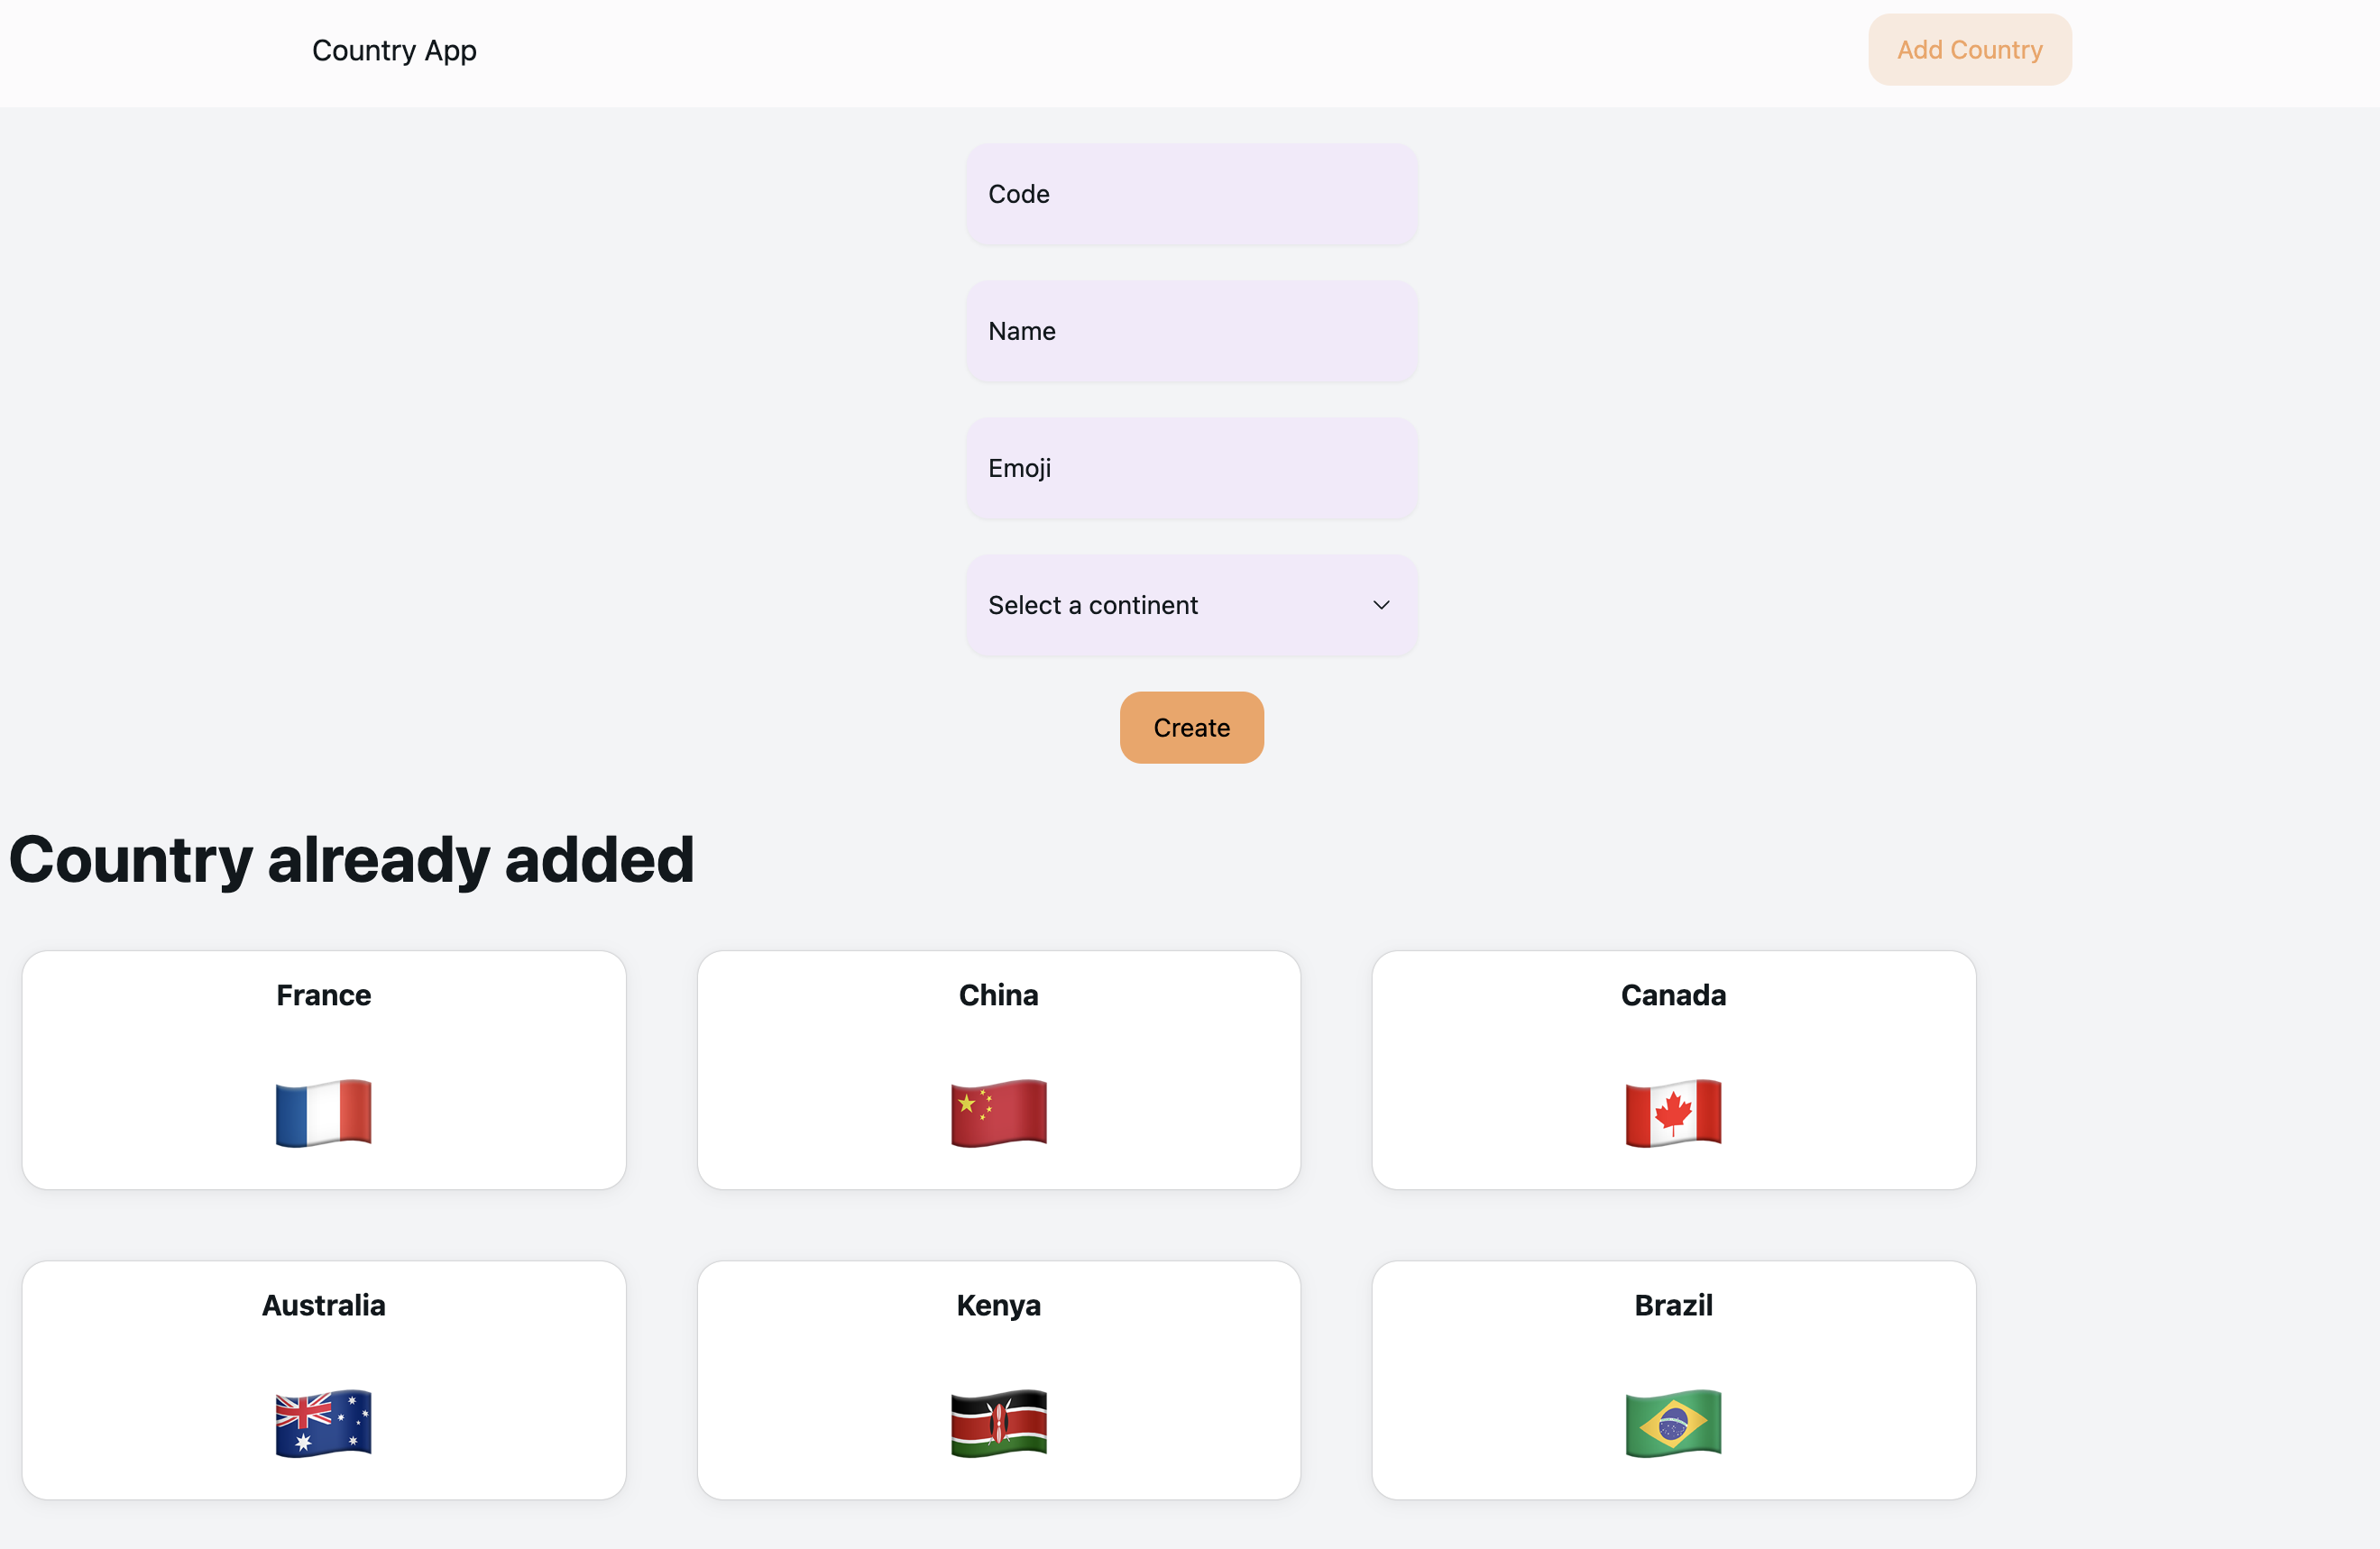 Country App
Add Country
Code
Name
Emoji
Select a continent
Create
Country already added
France
China
Canada
Australia
Kenya
Brazil